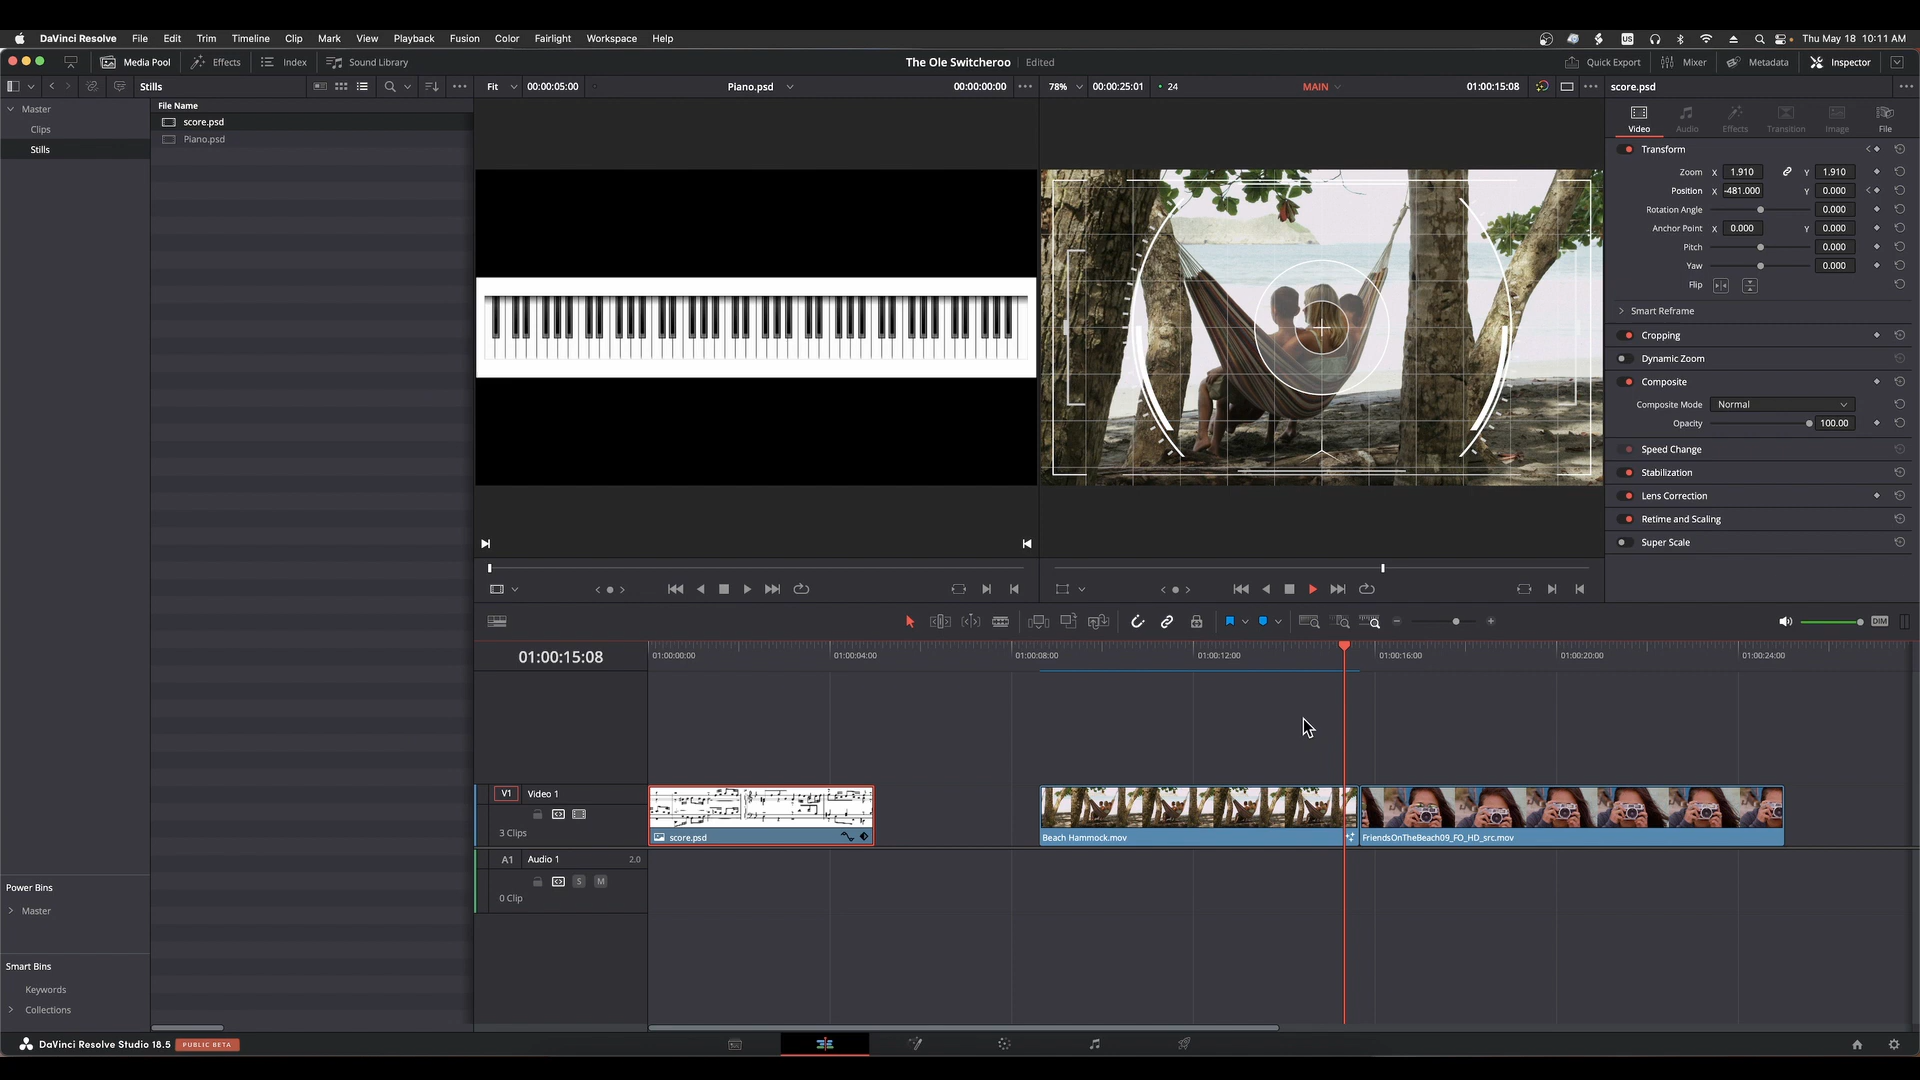 DaVinci Resolve File Edit Trim Timeline Clip Mark View Playback Fusion Color Fairlight Workspace Help US Thu May 18 10:11 AM
Media Pool Effects Index Sound Library The Ole Switcheroo Edited Quick Export Mixer Metadata Inspector
Stills Fit 00:00:05:00 Piano.psd 00:00:00:00 78% 00:00:25:01 24 MAIN 01:00:15:08 score.psd
Master
Clips
Stills
File Name
score.psd
Piano.psd
Video Audio Effects Transition Image File
Transform
Zoom X 1.910 Y 1.910
Position X -481.000 Y 0.000
Rotation Angle 0.000
Anchor Point X 0.000 Y 0.000
Pitch 0.000
Yaw 0.000
Flip
Smart Reframe
Cropping
Dynamic Zoom
Composite
Composite Mode Normal
Opacity 100.00
Speed Change
Stabilization
Lens Correction
Retime and Scaling
Super Scale
DIM
01:00:15:08 01:00:00:00 01:00:04:00 01:00:08:00 01:00:12:00 01:00:16:00 01:00:20:00 01:00:24:00
V1 Video 1
3 Clips
score.psd Beach Hammock.mov FriendsOnTheBeach09_FO_HD_src.mov
A1 Audio 1 2.0
S M
0 Clip
Power Bins
Master
Smart Bins
Keywords
Collections
DaVinci Resolve Studio 18.5 PUBLIC BETA